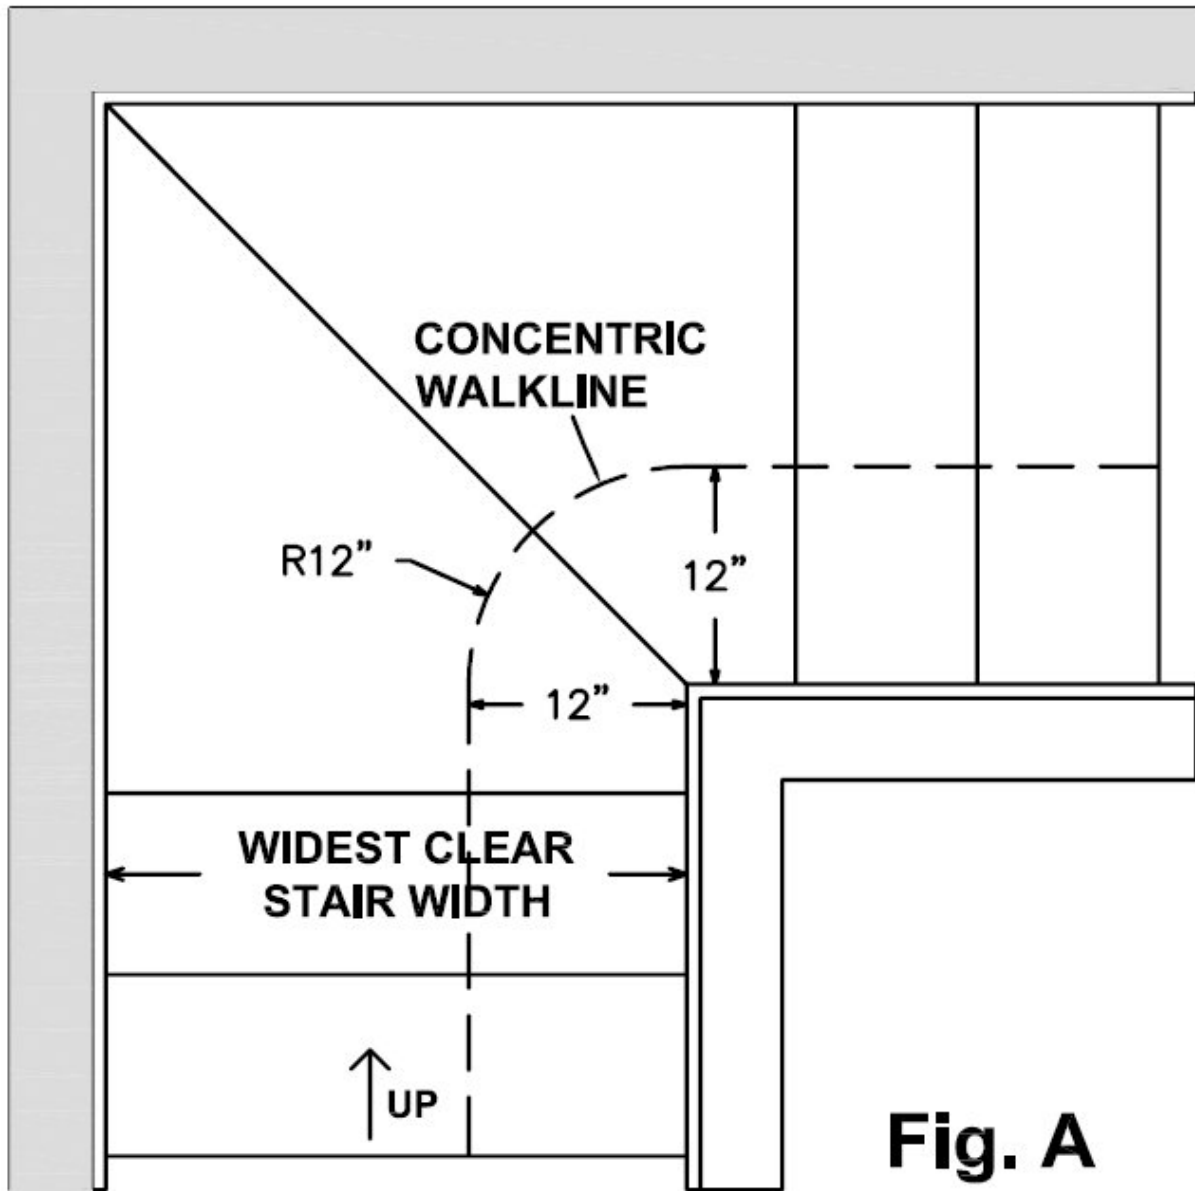 CONCENTRIC
WALKLINE
R12”
12”
12”
WIDEST CLEAR
STAIR WIDTH
UP
Fig. A